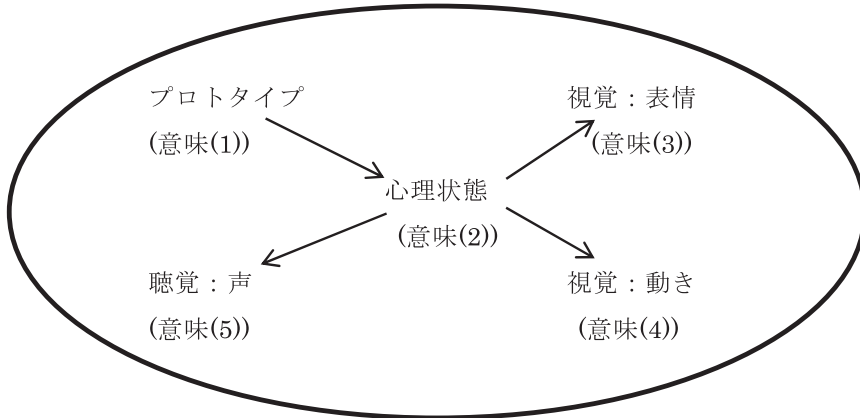 プロトタイプ
(意味(1))
視覚：表情
(意味(3))
心理状態
(意味(2))
聴覚：声
(意味(5))
視覚：動き
(意味(4))